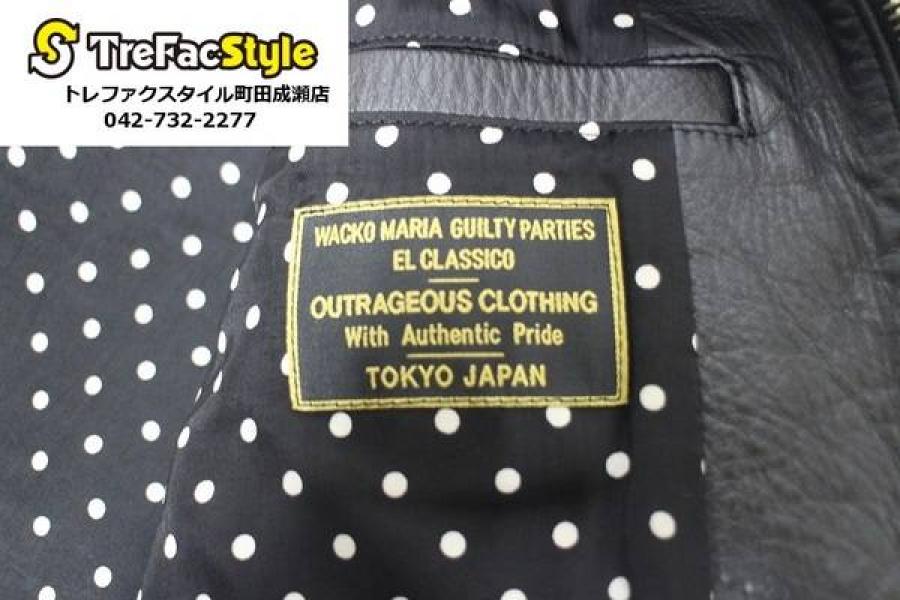 TreFacStyle
トレファクスタイル町田成瀬店
042-732-2277
WACKO MARIA GUILTY PARTIES
EL CLASSICO
OUTRAGEOUS CLOTHING
With Authentic Pride
TOKYO JAPAN